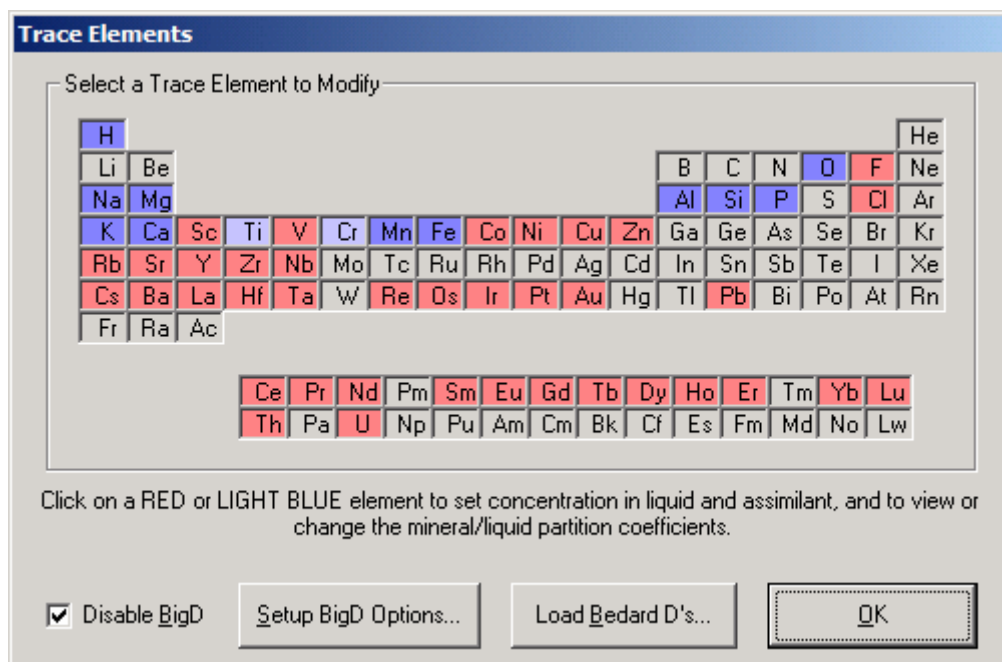 Trace Elements
Select a Trace Element to Modify
H He
Li Be B C N O F Ne
Na Mg Al Si P S Cl Ar
K Ca Sc Ti V Cr Mn Fe Co Ni Cu Zn Ga Ge As Se Br Kr
Rb Sr Y Zr Nb Mo Tc Ru Rh Pd Ag Cd In Sn Sb Te I Xe
Cs Ba La Hf Ta W Re Os Ir Pt Au Hg Tl Pb Bi Po At Rn
Fr Ra Ac
Ce Pr Nd Pm Sm Eu Gd Tb Dy Ho Er Tm Yb Lu
Th Pa U Np Pu Am Cm Bk Cf Es Fm Md No Lw
Click on a RED or LIGHT BLUE element to set concentration in liquid and assimilant, and to view or
change the mineral/liquid partition coefficients.
Disable BigD Setup BigD Options... Load Bedard D's... OK